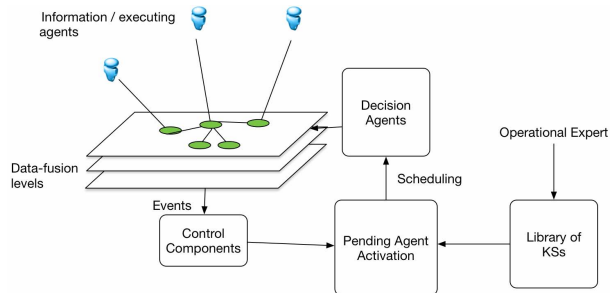 Information / executing
agents
Decision
Agents
Operational Expert
Data-fusion
levels
Scheduling
Events
Control
Components
Pending Agent
Activation
Library of
KSs